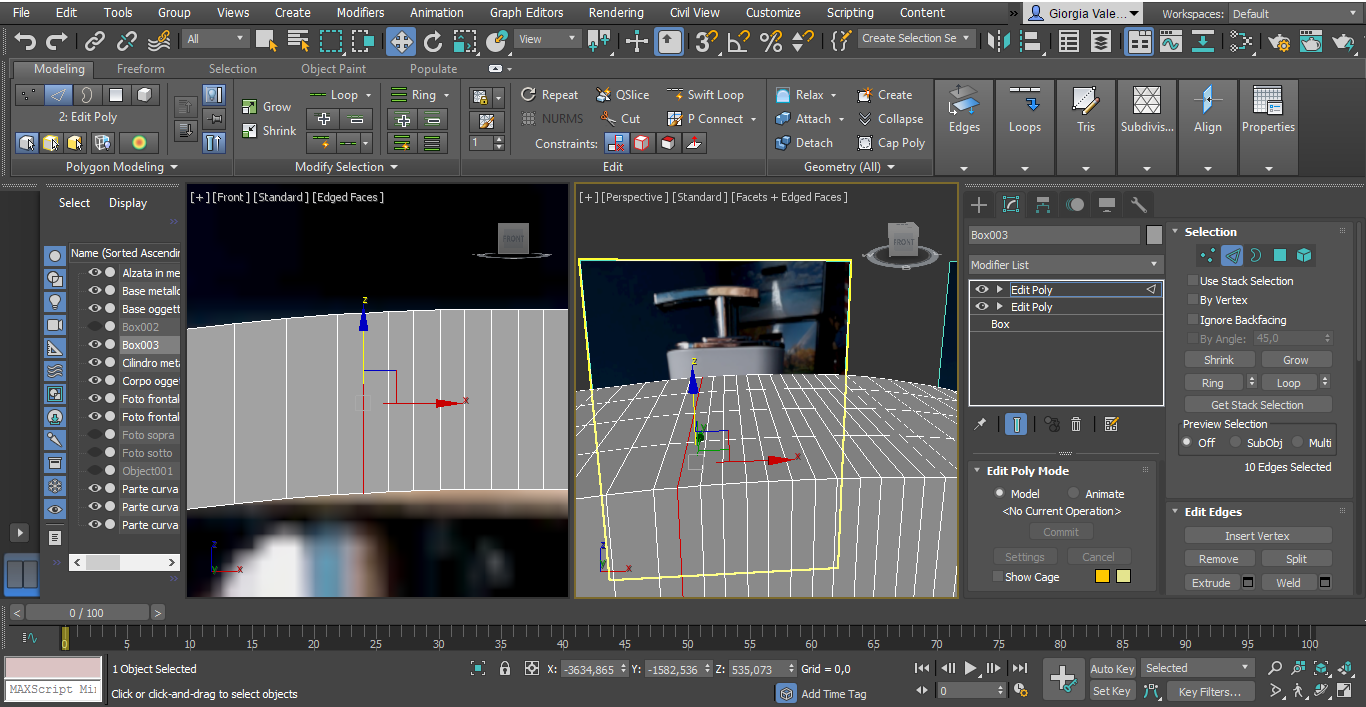 File Edit Tools Group Views Create Modifiers Animation Graph Editors Rendering Civil View Customize Scripting Content » Giorgia Vale... Workspaces: Default
All View Create Selection Se
Modeling Freeform Selection Object Paint Populate
2: Edit Poly
Polygon Modeling
Grow
Shrink
Loop
Ring
Modify Selection
1
Repeat QSlice Swift Loop
NURMS Cut P Connect
Constraints:
Edit
Relax Create
Attach Collapse
Detach Cap Poly
Geometry (All)
Edges Loops Tris Subdivis... Align Properties
Select Display
»
Name (Sorted Ascendin
Alzata in me
Base metallo
Base oggett
Box002
Box003
Cilindro meta
Corpo ogge
Foto frontal
Foto frontal
Foto sopra
Foto sotto
Object001
Parte curva
Parte curva
Parte curva
< >
»
[+] [Front] [Standard] [Edged Faces]
FRONT
z
x
z
y x
[+] [Perspective] [Standard] [Facets + Edged Faces]
FRONT
z
y
x
z
x
Box003
Modifier List
Edit Poly
Edit Poly
Box
Edit Poly Mode
Model Animate
<No Current Operation>
Commit
Settings Cancel
Show Cage
Selection
Use Stack Selection
By Vertex
Ignore Backfacing
By Angle: 45,0
Shrink Grow
Ring Loop
Get Stack Selection
Preview Selection
Off SubObj Multi
10 Edges Selected
Edit Edges
Insert Vertex
Remove Split
Extrude Weld
< 0 / 100 >
0 5 10 15 20 25 30 35 40 45 50 55 60 65 70 75 80 85 90 95 100
1 Object Selected
X: -3634,865 Y: -1582,536 Z: 535,073 Grid = 0,0
Auto Key Selected
MAXScript Mi
Click or click-and-drag to select objects
Add Time Tag
0
Set Key Key Filters...